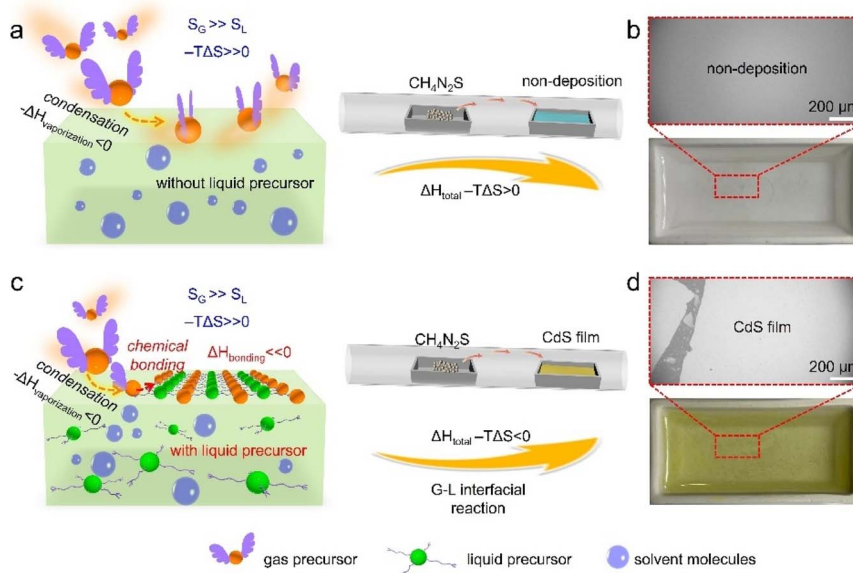 a
S_G >> S_L
−TΔS>>0
condensation
-ΔH_vaporization<0
without liquid precursor
CH₄N₂S
non-deposition
ΔH_total −TΔS>0
b
non-deposition
200 μm
c
S_G >> S_L
−TΔS>>0
chemical
bonding
ΔH_bonding<<0
condensation
-ΔH_vaporization<0
with liquid precursor
CH₄N₂S
CdS film
ΔH_total −TΔS<0
G-L interfacial
reaction
d
CdS film
200 μm
gas precursor
liquid precursor
solvent molecules